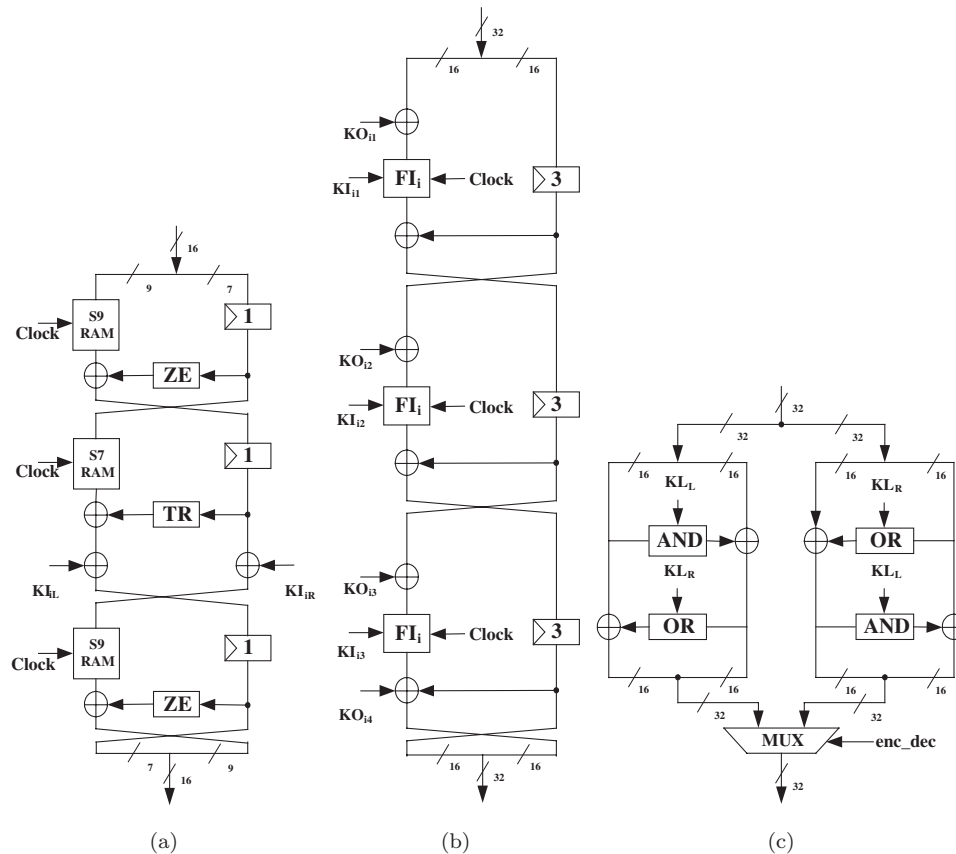 16
9
7
S9
RAM
Clock
1
ZE
S7
RAM
Clock
1
TR
KI_iL
KI_iR
S9
RAM
Clock
1
ZE
7
16
9
(a)
32
16
16
KO_i1
FI_i
KI_i1
Clock
3
KO_i2
FI_i
KI_i2
Clock
3
KO_i3
FI_i
KI_i3
Clock
3
KO_i4
16
32
16
(b)
32
32
32
16
16
16
16
KL_L
KL_R
AND
OR
KL_R
KL_L
OR
AND
16
16
16
16
32
32
MUX
enc_dec
32
(c)